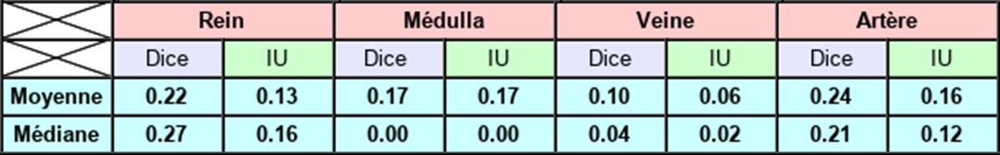 Rein Médulla Veine Artère
Dice IU Dice IU Dice IU Dice IU
Moyenne 0.22 0.13 0.17 0.17 0.10 0.06 0.24 0.16
Médiane 0.27 0.16 0.00 0.00 0.04 0.02 0.21 0.12